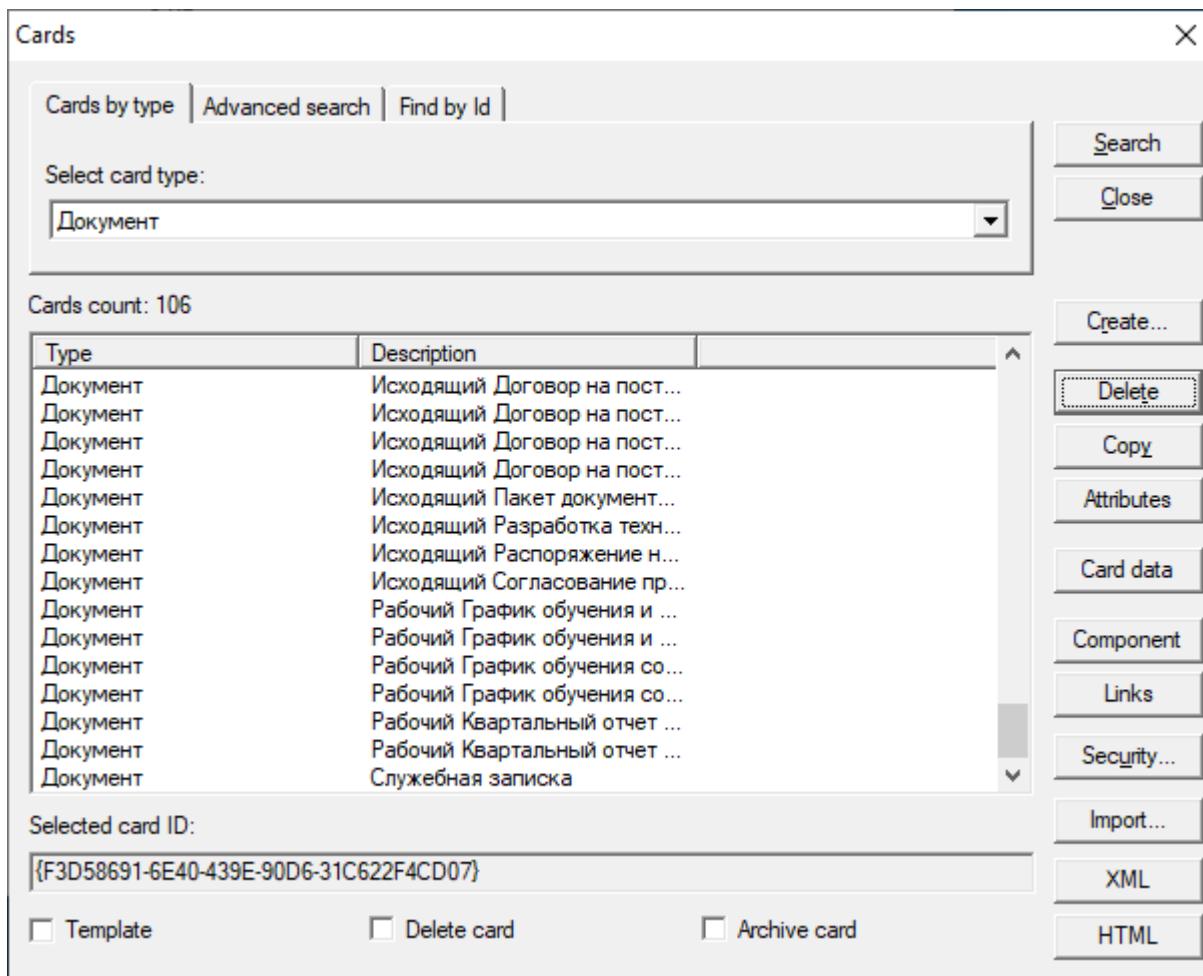 Cards
Cards by type Advanced search Find by Id
Select card type:
Документ
Search
Close
Cards count: 106
Type Description
Документ Исходящий Договор на пост...
Документ Исходящий Договор на пост...
Документ Исходящий Договор на пост...
Документ Исходящий Договор на пост...
Документ Исходящий Пакет документ...
Документ Исходящий Разработка техн...
Документ Исходящий Распоряжение н...
Документ Исходящий Согласование пр...
Документ Рабочий График обучения и ...
Документ Рабочий График обучения и ...
Документ Рабочий График обучения со...
Документ Рабочий График обучения со...
Документ Рабочий Квартальный отчет ...
Документ Рабочий Квартальный отчет ...
Документ Служебная записка
Create...
Delete
Copy
Attributes
Card data
Component
Links
Security...
Import...
XML
HTML
Selected card ID:
{F3D58691-6E40-439E-90D6-31C622F4CD07}
Template Delete card Archive card